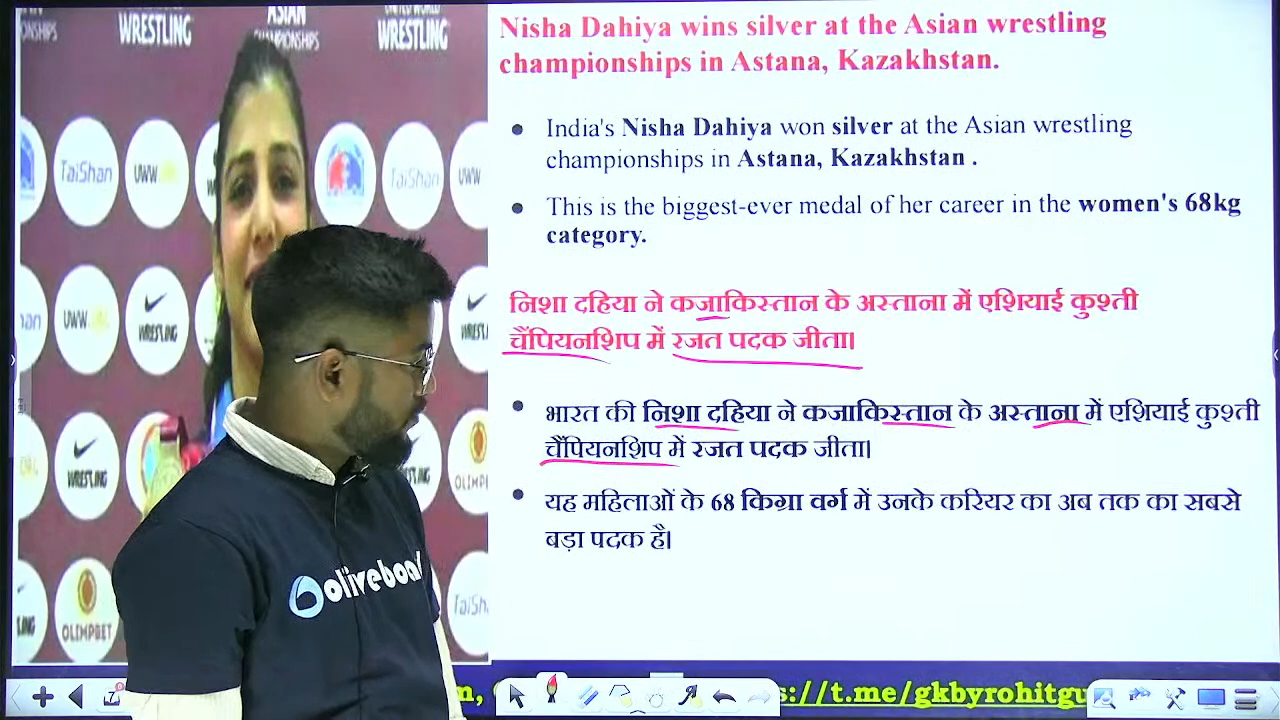 Nisha Dahiya wins silver at the Asian wrestling
championships in Astana, Kazakhstan.
India's Nisha Dahiya won silver at the Asian wrestling
championships in Astana, Kazakhstan .
This is the biggest-ever medal of her career in the women's 68kg
category.
निशा दहिया ने कजाकिस्तान के अस्ताना में एशियाई कुश्ती
चैंपियनशिप में रजत पदक जीता।
भारत की निशा दहिया ने कजाकिस्तान के अस्ताना में एशियाई कुश्ती
चैंपियनशिप में रजत पदक जीता।
यह महिलाओं के 68 किग्रा वर्ग में उनके करियर का अब तक का सबसे
बड़ा पदक है।
WRESTLING
ASIAN
CHAMPIONSHIPS
UNITED WORLD
WRESTLING
TaiShan
UWW
TaiShan
UWW
UWW
WRESTLING
WRESTLING
OLIMPBET
oliveboa
s://t.me/gkbyrohitgu